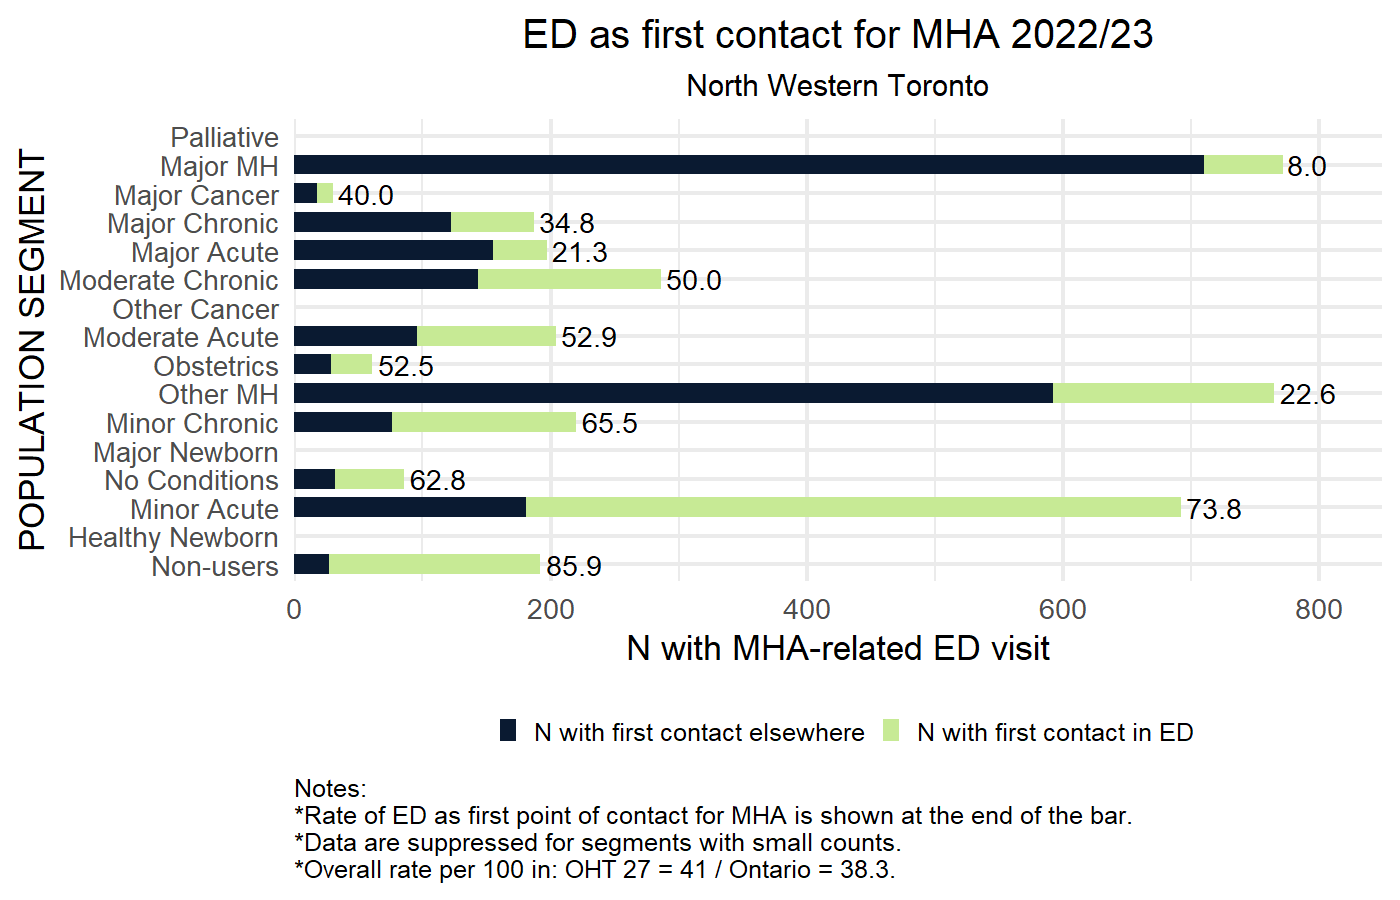 ED as first contact for MHA 2022/23
North Western Toronto
POPULATION SEGMENT
Palliative
Major MH 8.0
Major Cancer 40.0
Major Chronic 34.8
Major Acute 21.3
Moderate Chronic 50.0
Other Cancer
Moderate Acute 52.9
Obstetrics 52.5
Other MH 22.6
Minor Chronic 65.5
Major Newborn
No Conditions 62.8
Minor Acute 73.8
Healthy Newborn
Non-users 85.9
0 200 400 600 800
N with MHA-related ED visit
N with first contact elsewhere N with first contact in ED
Notes:
*Rate of ED as first point of contact for MHA is shown at the end of the bar.
*Data are suppressed for segments with small counts.
*Overall rate per 100 in: OHT 27 = 41 / Ontario = 38.3.